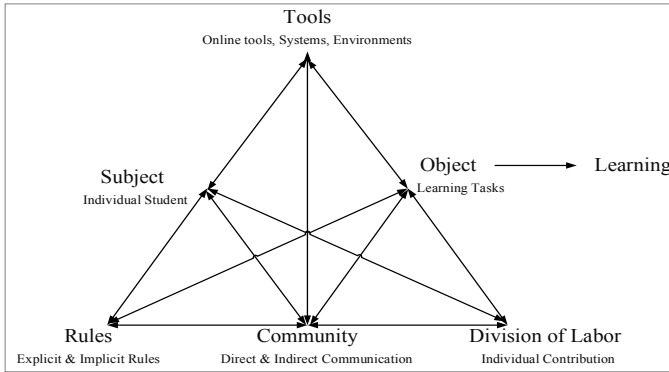 Tools
Online tools, Systems, Environments
Subject
Individual Student
Object
Learning Tasks
Learning
Rules
Explicit & Implicit Rules
Community
Direct & Indirect Communication
Division of Labor
Individual Contribution